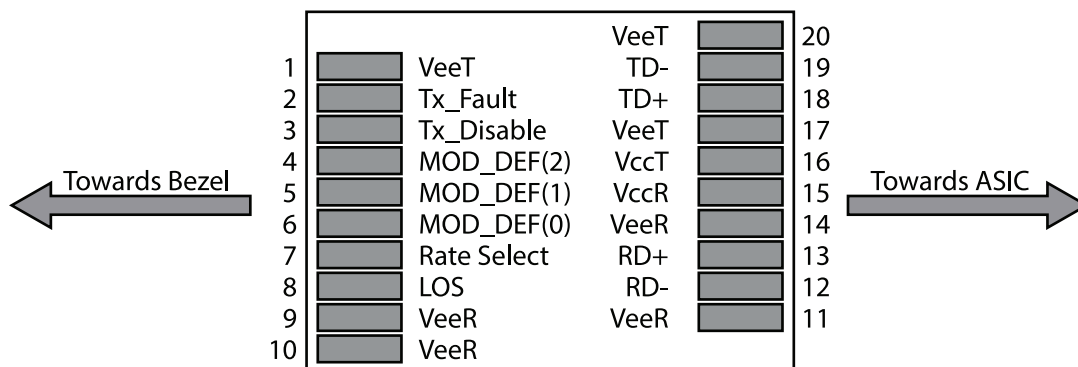 VeeT 20
1 VeeT TD- 19
2 Tx_Fault TD+ 18
3 Tx_Disable VeeT 17
4 MOD_DEF(2) VccT 16
Towards Bezel 5 MOD_DEF(1) VccR 15 Towards ASIC
6 MOD_DEF(0) VeeR 14
7 Rate Select RD+ 13
8 LOS RD- 12
9 VeeR VeeR 11
10 VeeR